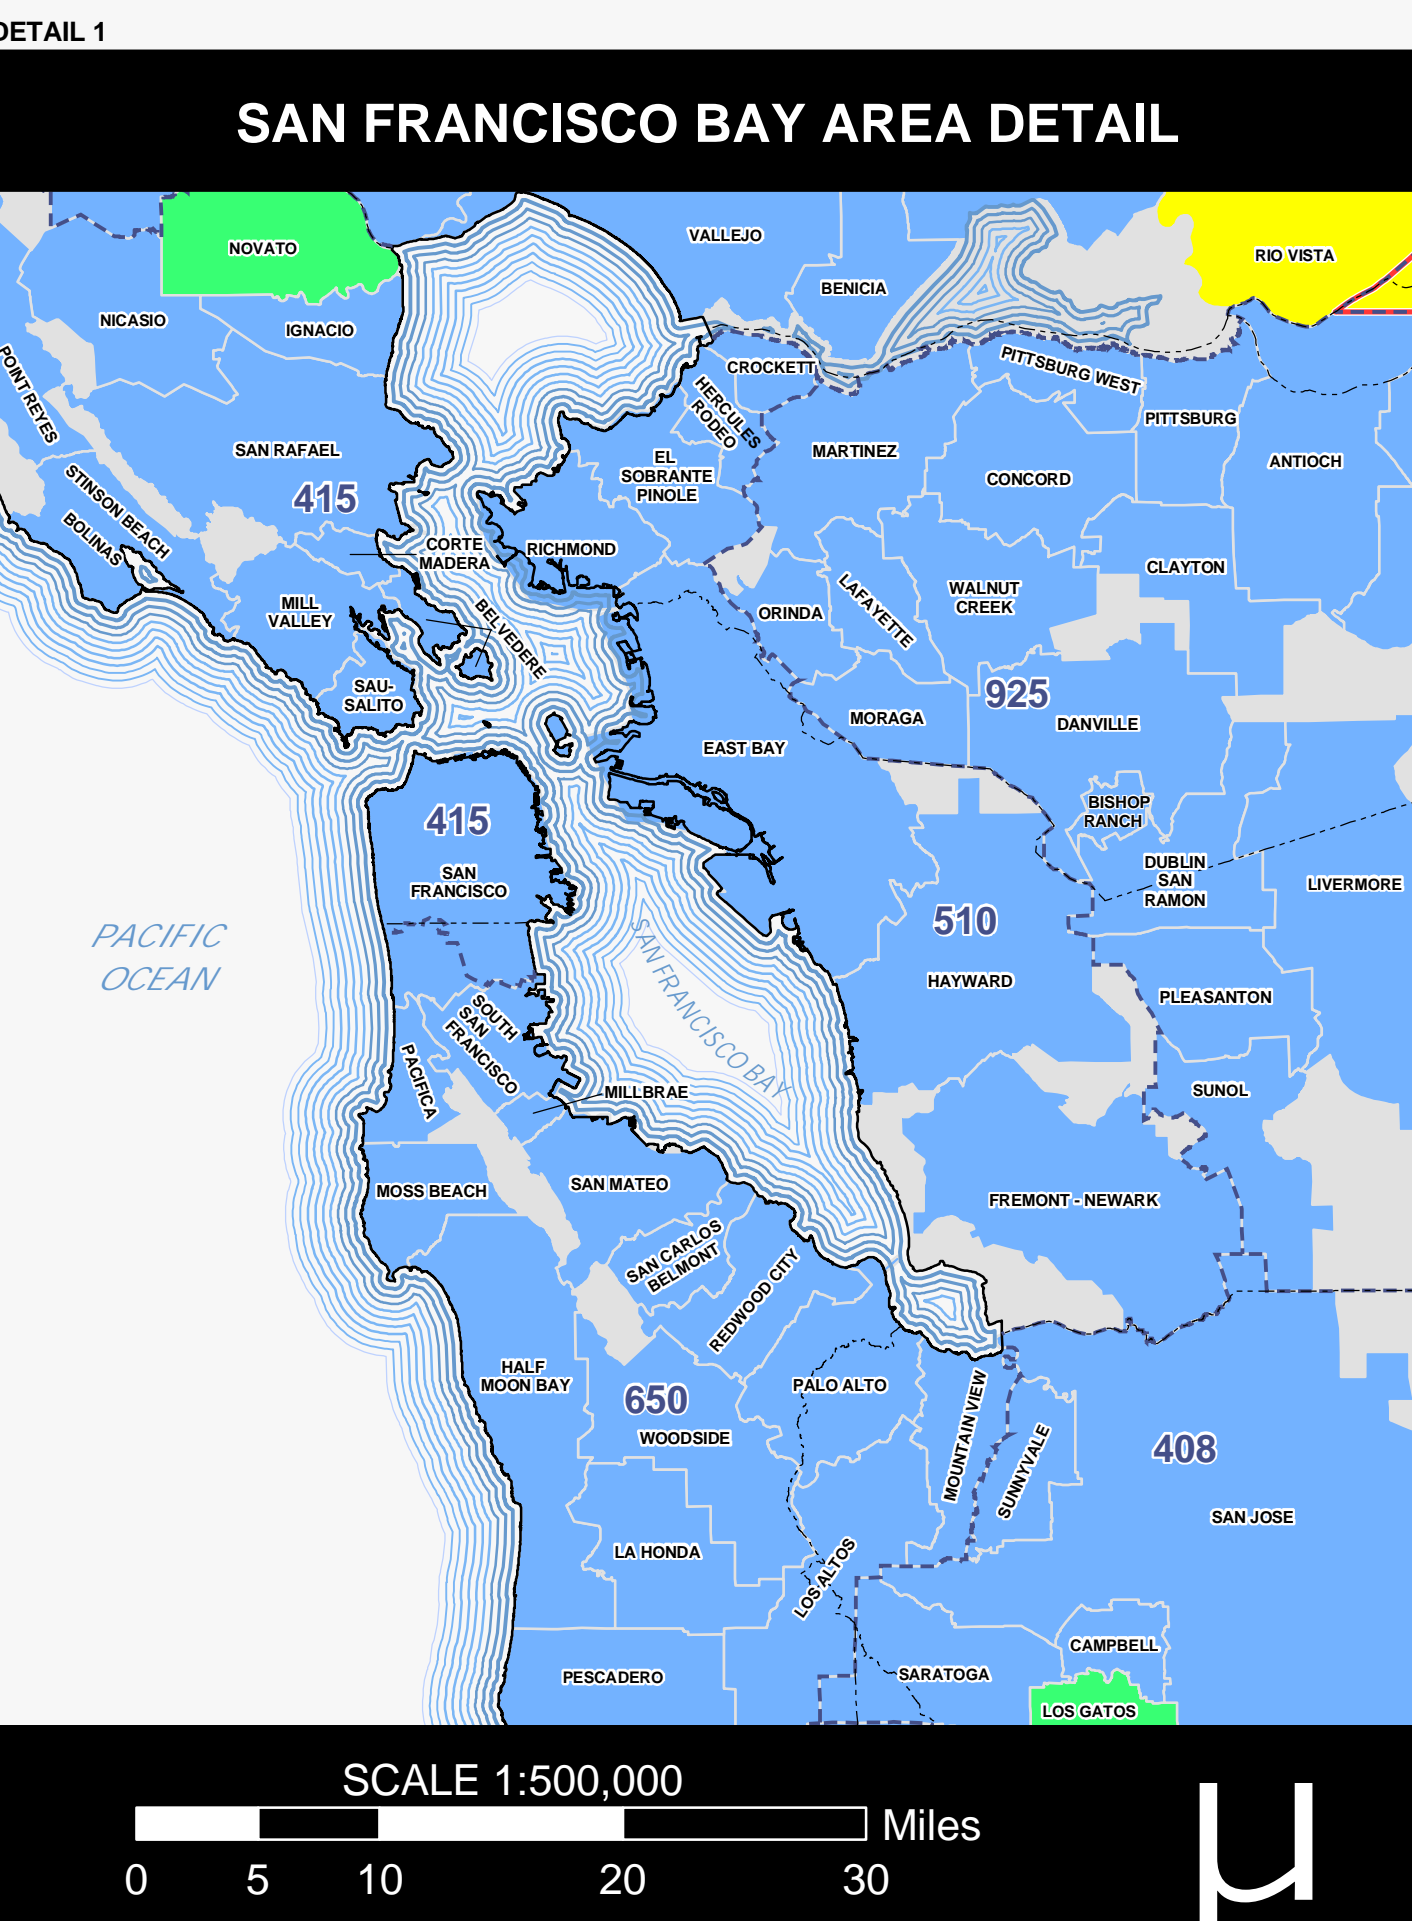 DETAIL 1
SAN FRANCISCO BAY AREA DETAIL
NOVATO
VALLEJO
RIO VISTA
BENICIA
NICASIO
IGNACIO
CROCKETT
PITTSBURG WEST
POINT REYES
HERCULES
RODEO
PITTSBURG
SAN RAFAEL
MARTINEZ
ANTIOCH
EL
SOBRANTE
PINOLE
CONCORD
415
STINSON BEACH
BOLINAS
CORTE
MADERA
RICHMOND
CLAYTON
WALNUT
CREEK
LAFAYETTE
ORINDA
MILL
VALLEY
BELVEDERE
SAU-
SALITO
925
MORAGA
DANVILLE
EAST BAY
BISHOP
RANCH
415
SAN
FRANCISCO
DUBLIN
SAN
RAMON
LIVERMORE
PACIFIC
OCEAN
510
HAYWARD
SAN FRANCISCO BAY
PLEASANTON
SOUTH
SAN
FRANCISCO
PACIFICA
MILLBRAE
SUNOL
SAN MATEO
MOSS BEACH
FREMONT - NEWARK
SAN CARLOS
BELMONT
REDWOOD CITY
HALF
MOON BAY
PALO ALTO
650
WOODSIDE
MOUNTAIN VIEW
SUNNYVALE
408
SAN JOSE
LA HONDA
LOS ALTOS
CAMPBELL
PESCADERO
SARATOGA
LOS GATOS
SCALE 1:500,000
Miles
0 5 10 20 30
µ